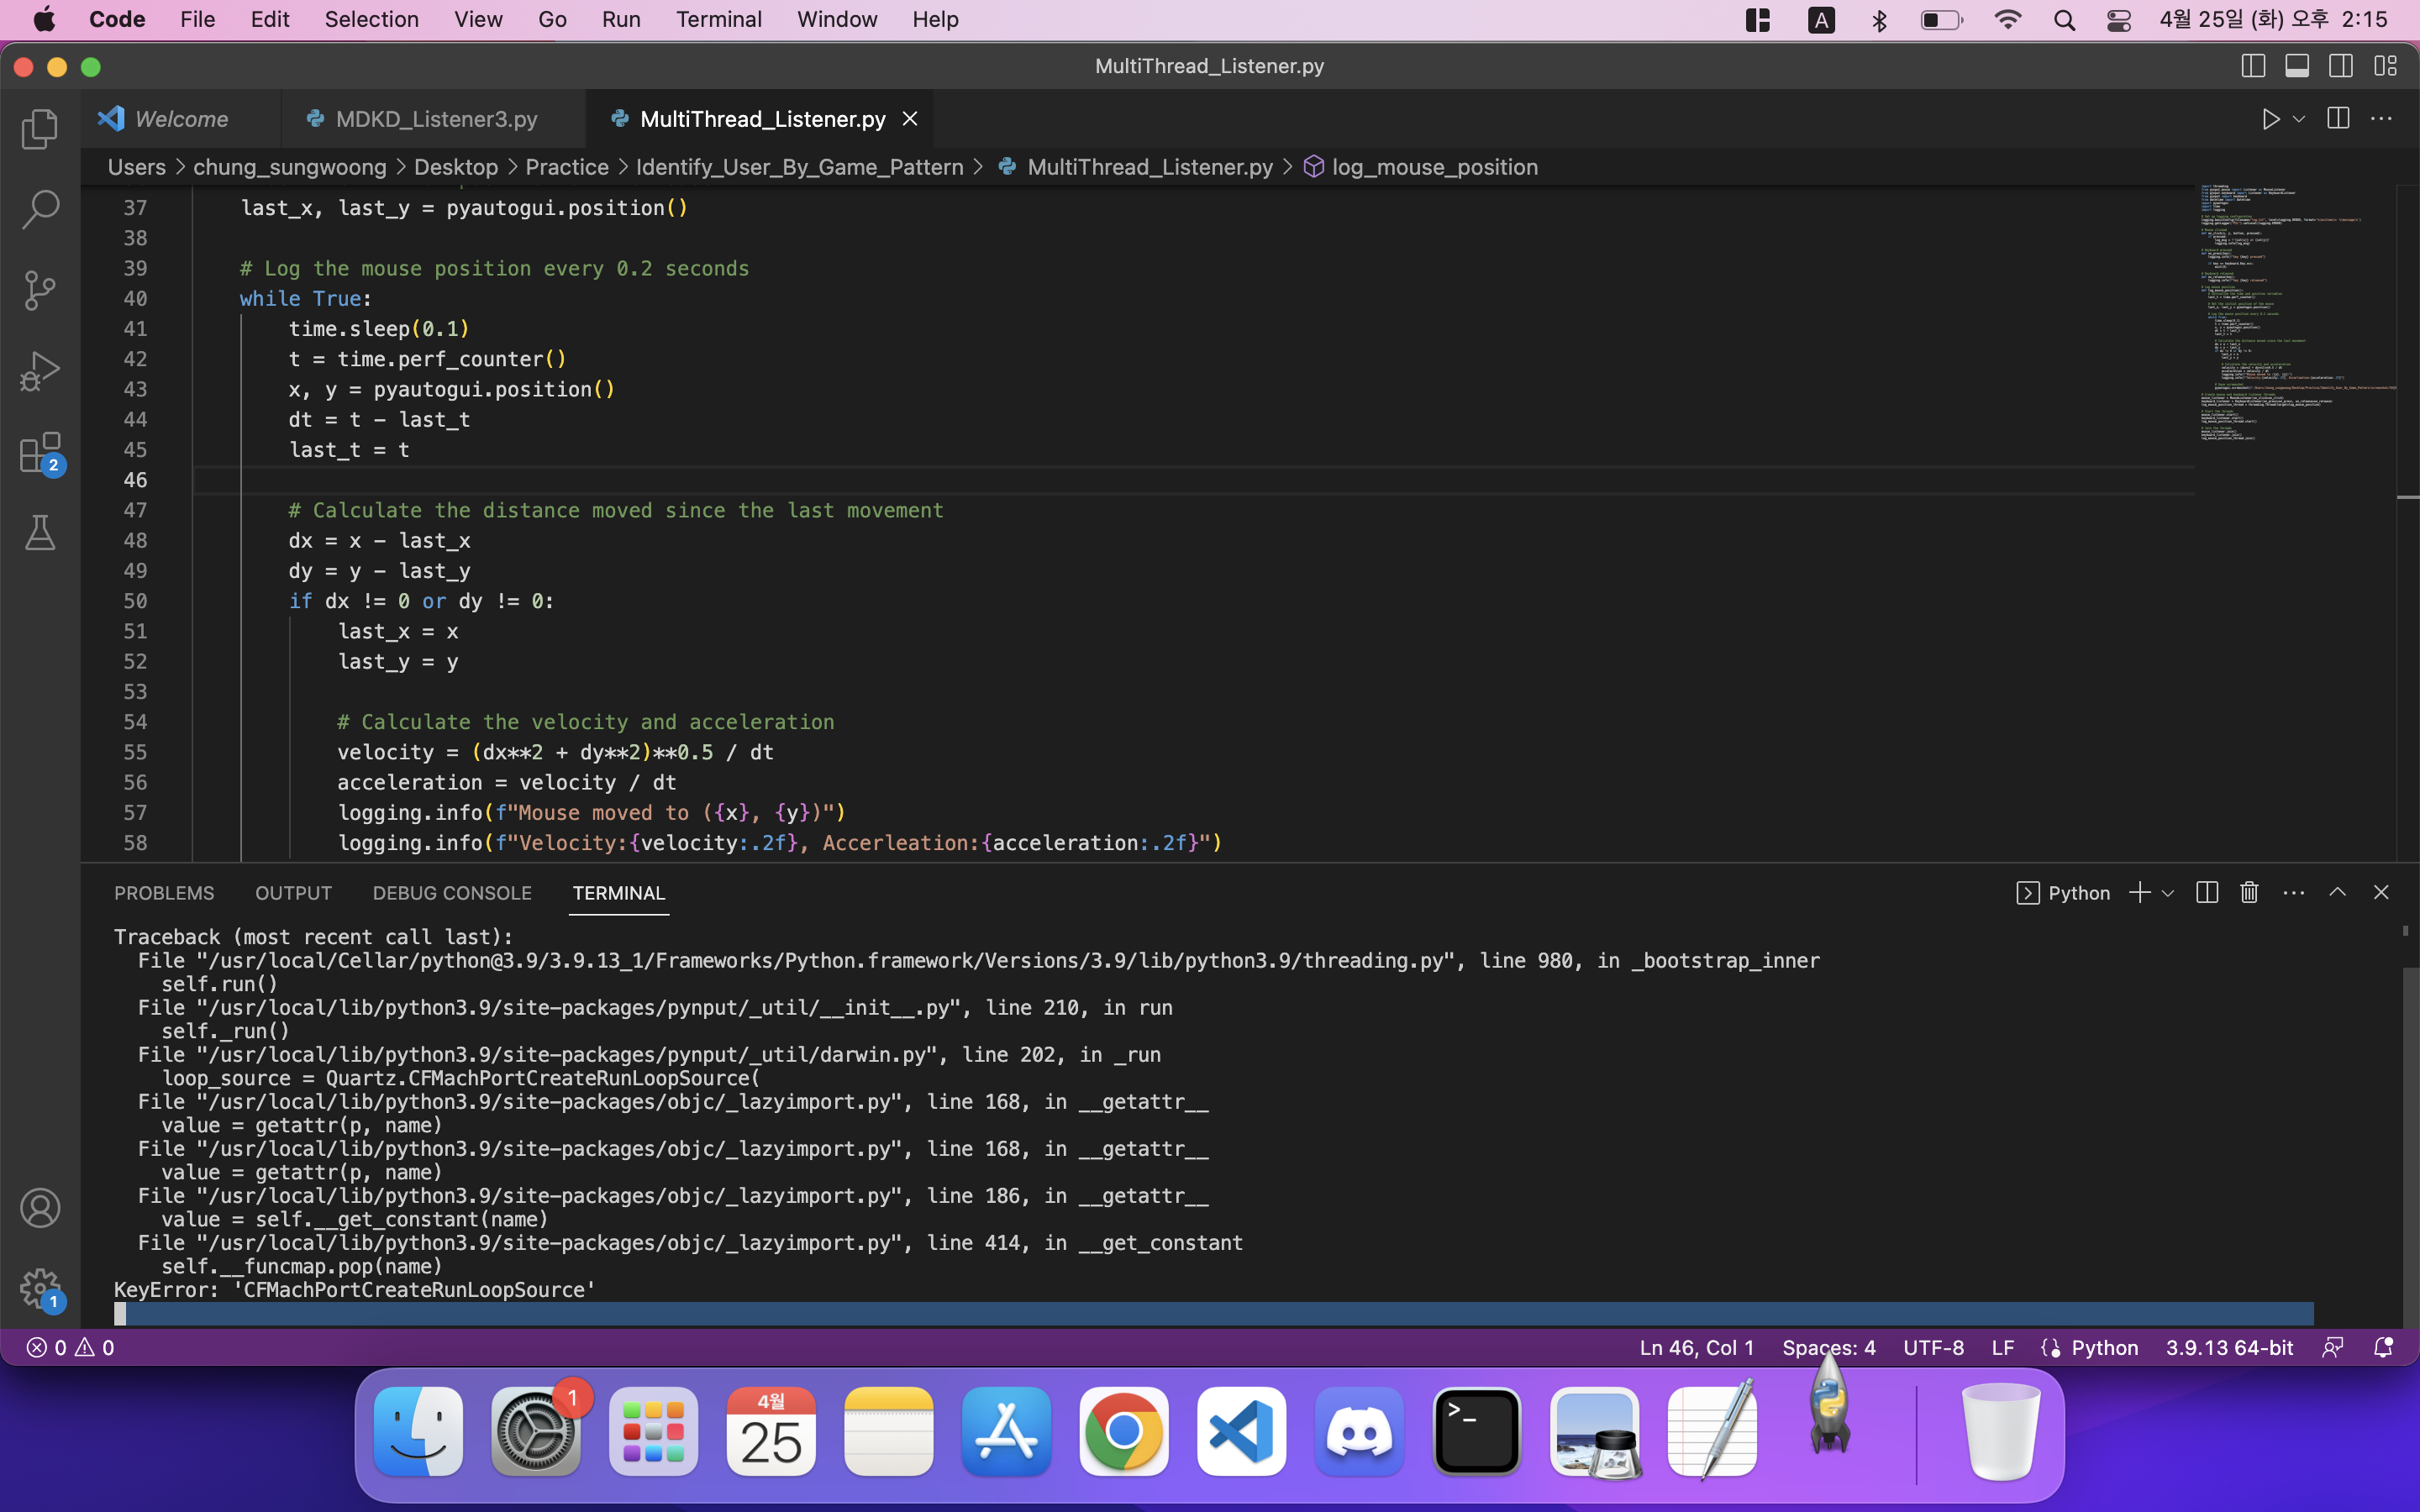 Code File Edit Selection View Go Run Terminal Window Help A 4월 25일 (화) 오후 2:15
MultiThread_Listener.py
Welcome MDKD_Listener3.py MultiThread_Listener.py
Users > chung_sungwoong > Desktop > Practice > Identify_User_By_Game_Pattern > MultiThread_Listener.py > log_mouse_position
37 last_x, last_y = pyautogui.position()
38
39 # Log the mouse position every 0.2 seconds
40 while True:
41 time.sleep(0.1)
42 t = time.perf_counter()
43 x, y = pyautogui.position()
44 dt = t - last_t
45 last_t = t
46
47 # Calculate the distance moved since the last movement
48 dx = x - last_x
49 dy = y - last_y
50 if dx != 0 or dy != 0:
51 last_x = x
52 last_y = y
53
54 # Calculate the velocity and acceleration
55 velocity = (dx**2 + dy**2)**0.5 / dt
56 acceleration = velocity / dt
57 logging.info(f"Mouse moved to ({x}, {y})")
58 logging.info(f"Velocity:{velocity:.2f}, Accerleation:{acceleration:.2f}")
2
PROBLEMS OUTPUT DEBUG CONSOLE TERMINAL Python
Traceback (most recent call last):
File "/usr/local/Cellar/python@3.9/3.9.13_1/Frameworks/Python.framework/Versions/3.9/lib/python3.9/threading.py", line 980, in _bootstrap_inner
self.run()
File "/usr/local/lib/python3.9/site-packages/pynput/_util/__init__.py", line 210, in run
self._run()
File "/usr/local/lib/python3.9/site-packages/pynput/_util/darwin.py", line 202, in _run
loop_source = Quartz.CFMachPortCreateRunLoopSource(
File "/usr/local/lib/python3.9/site-packages/objc/_lazyimport.py", line 168, in __getattr__
value = getattr(p, name)
File "/usr/local/lib/python3.9/site-packages/objc/_lazyimport.py", line 168, in __getattr__
value = getattr(p, name)
File "/usr/local/lib/python3.9/site-packages/objc/_lazyimport.py", line 186, in __getattr__
value = self.__get_constant(name)
File "/usr/local/lib/python3.9/site-packages/objc/_lazyimport.py", line 414, in __get_constant
self.__funcmap.pop(name)
KeyError: 'CFMachPortCreateRunLoopSource'
1
0 0 Ln 46, Col 1 Spaces: 4 UTF-8 LF Python 3.9.13 64-bit
1
4월
25